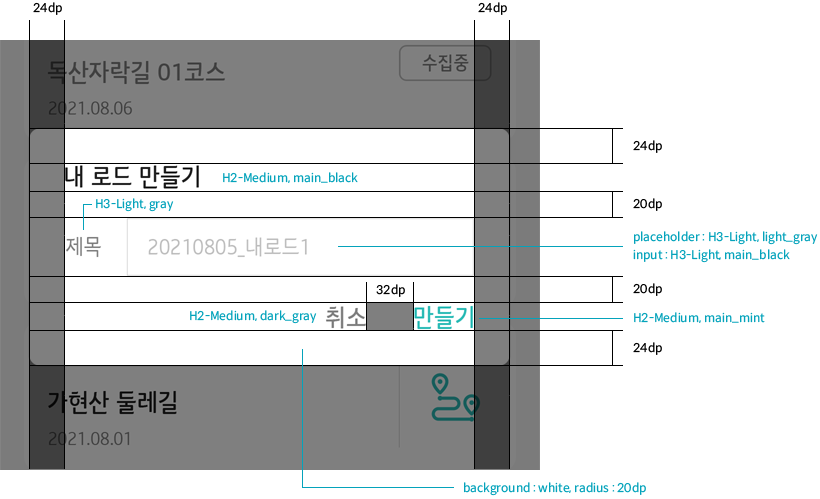 24dp
24dp
독산자락길 01코스
수집중
2021.08.06
24dp
내 로드 만들기
H2-Medium, main_black
H3-Light, gray
20dp
제목
20210805_내로드1
placeholder : H3-Light, light_gray
input : H3-Light, main_black
20dp
32dp
H2-Medium, dark_gray
취소
만들기
H2-Medium, main_mint
24dp
가현산 둘레길
2021.08.01
background : white, radius : 20dp